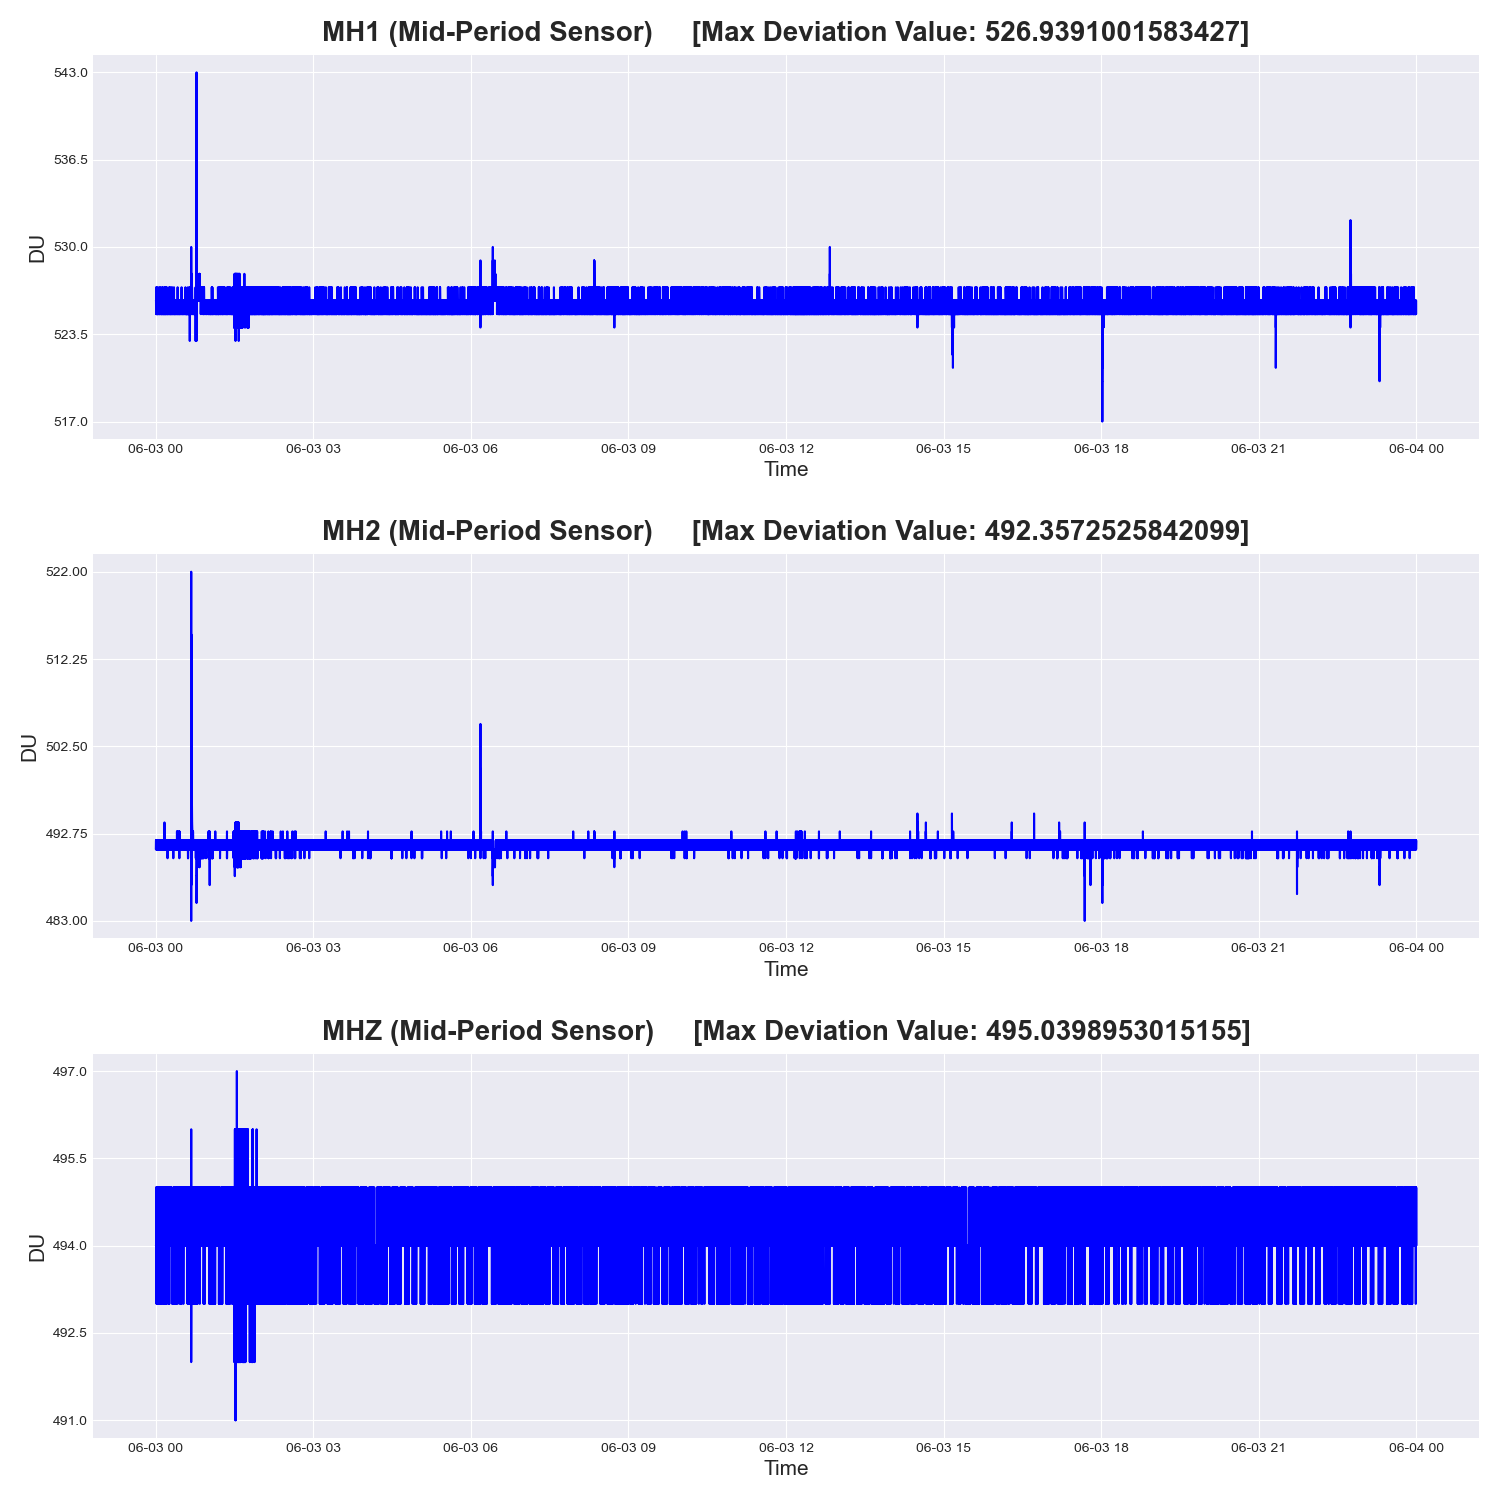 MH1 (Mid-Period Sensor) [Max Deviation Value: 526.9391001583427]
543.0
536.5
530.0
523.5
517.0
DU
06-03 00 06-03 03 06-03 06 06-03 09 06-03 12 06-03 15 06-03 18 06-03 21 06-04 00
Time
MH2 (Mid-Period Sensor) [Max Deviation Value: 492.3572525842099]
522.00
512.25
502.50
492.75
483.00
DU
06-03 00 06-03 03 06-03 06 06-03 09 06-03 12 06-03 15 06-03 18 06-03 21 06-04 00
Time
MHZ (Mid-Period Sensor) [Max Deviation Value: 495.0398953015155]
497.0
495.5
494.0
492.5
491.0
DU
06-03 00 06-03 03 06-03 06 06-03 09 06-03 12 06-03 15 06-03 18 06-03 21 06-04 00
Time